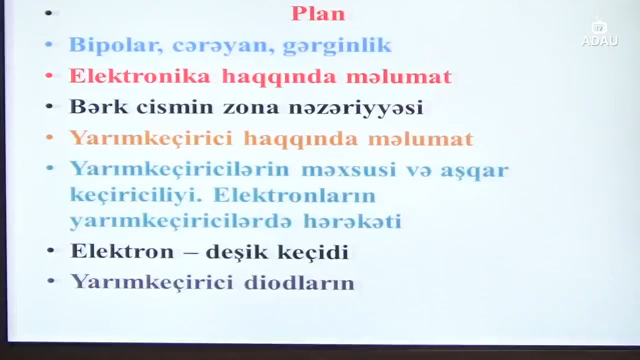 Plan
ADAU
• Bipolar, cərəyan, gərginlik
• Elektronika haqqında məlumat
• Bərk cismin zona nəzəriyyəsi
• Yarımkeçirici haqqında məlumat
• Yarımkeçiricilərin məxsusi və aşqar
keçiriciliyi. Elektronların
yarımkeçiricilərdə hərəkəti
• Elektron – deşik keçidi
• Yarımkeçirici diodların